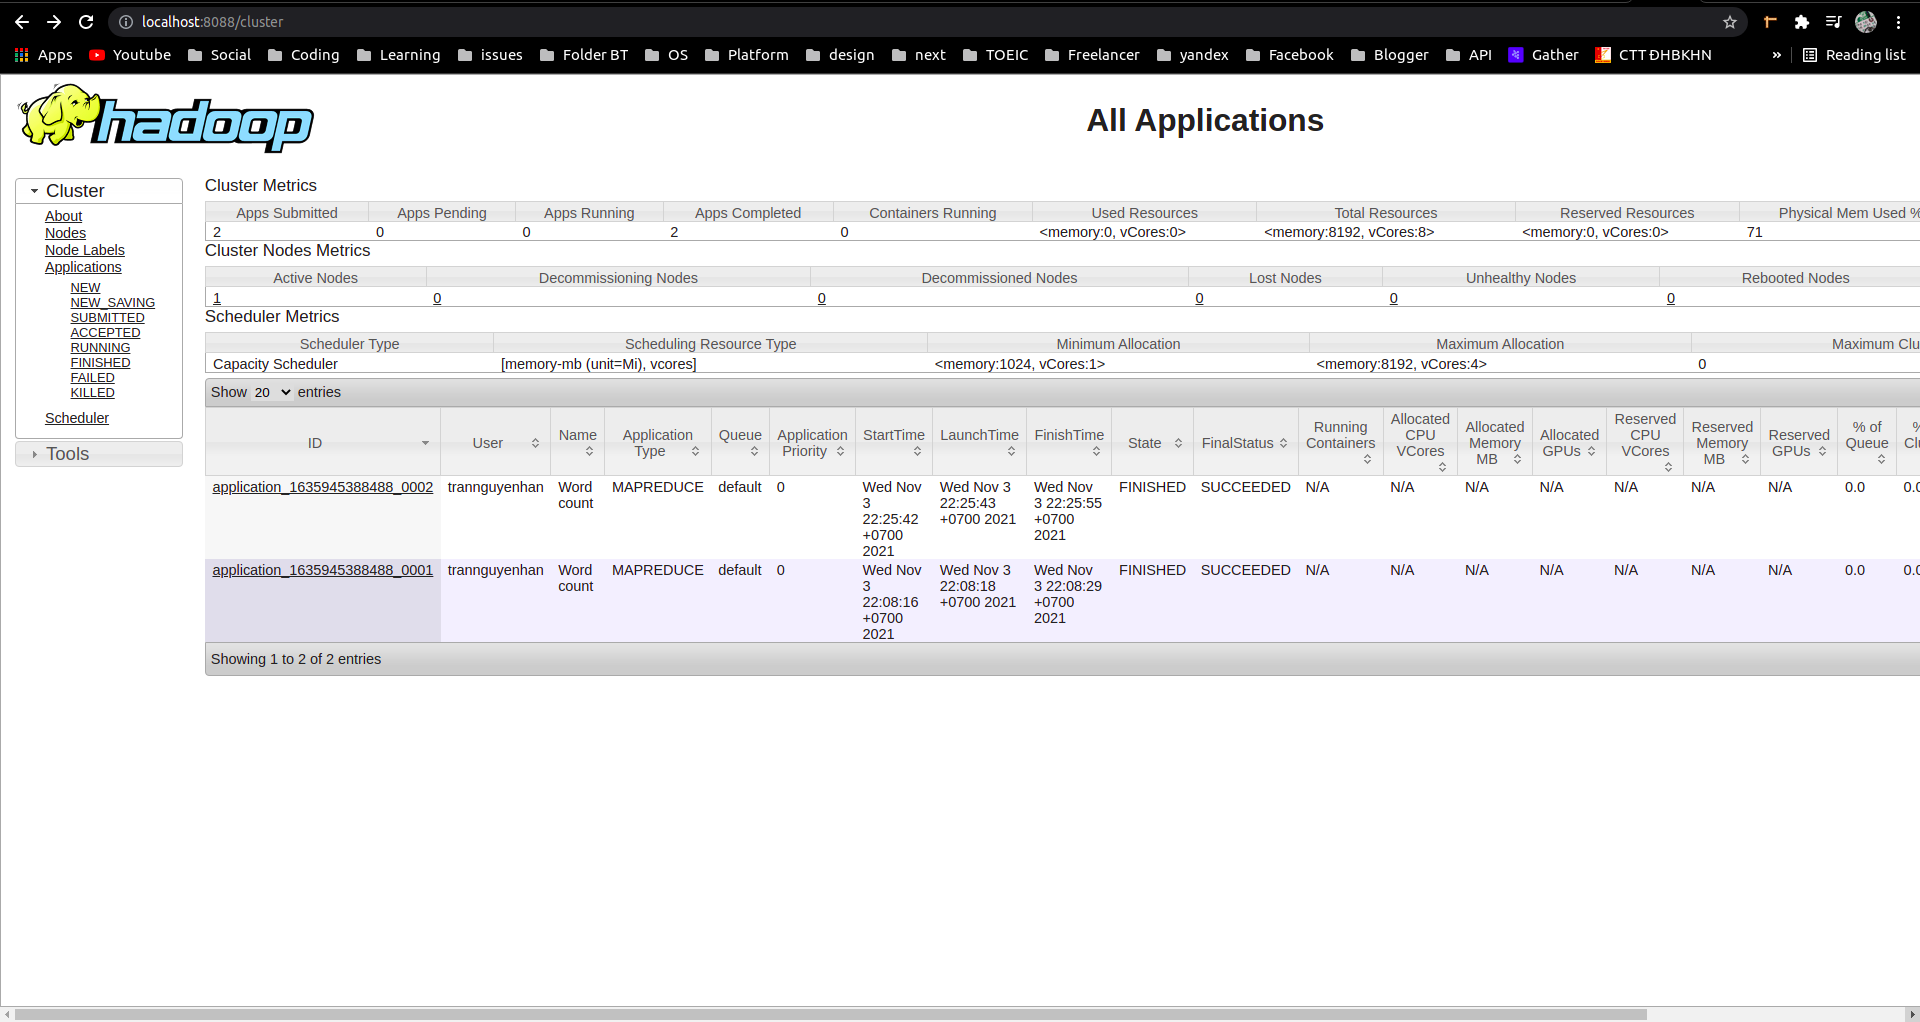 localhost:8088/cluster
Apps Youtube Social Coding Learning issues Folder BT OS Platform design next TOEIC Freelancer yandex Facebook Blogger API Gather CTT ĐHBKHN » Reading list
hadoop
All Applications
Cluster
About
Nodes
Node Labels
Applications
NEW
NEW_SAVING
SUBMITTED
ACCEPTED
RUNNING
FINISHED
FAILED
KILLED
Scheduler
Tools
Cluster Metrics
Apps Submitted Apps Pending Apps Running Apps Completed Containers Running Used Resources Total Resources Reserved Resources Physical Mem Used %
2 0 0 2 0 <memory:0, vCores:0> <memory:8192, vCores:8> <memory:0, vCores:0> 71
Cluster Nodes Metrics
Active Nodes Decommissioning Nodes Decommissioned Nodes Lost Nodes Unhealthy Nodes Rebooted Nodes
1 0 0 0 0 0
Scheduler Metrics
Scheduler Type Scheduling Resource Type Minimum Allocation Maximum Allocation Maximum Clu
Capacity Scheduler [memory-mb (unit=Mi), vcores] <memory:1024, vCores:1> <memory:8192, vCores:4> 0
Show 20 entries
ID User Name Application Type Queue Application Priority StartTime LaunchTime FinishTime State FinalStatus Running Containers Allocated CPU VCores Allocated Memory MB Allocated GPUs Reserved CPU VCores Reserved Memory MB Reserved GPUs % of Queue % Clu
application_1635945388488_0002 trannguyenhan Word count MAPREDUCE default 0 Wed Nov 3 22:25:42 +0700 2021 Wed Nov 3 22:25:43 +0700 2021 Wed Nov 3 22:25:55 +0700 2021 FINISHED SUCCEEDED N/A N/A N/A N/A N/A N/A N/A 0.0 0.0
application_1635945388488_0001 trannguyenhan Word count MAPREDUCE default 0 Wed Nov 3 22:08:16 +0700 2021 Wed Nov 3 22:08:18 +0700 2021 Wed Nov 3 22:08:29 +0700 2021 FINISHED SUCCEEDED N/A N/A N/A N/A N/A N/A N/A 0.0 0.0
Showing 1 to 2 of 2 entries